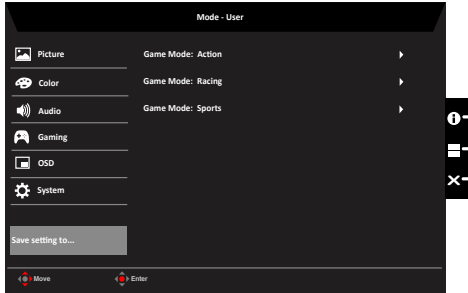 Mode - User
Picture
Game Mode: Action
Color
Game Mode: Racing
Audio
Game Mode: Sports
Gaming
OSD
System
Save setting to...
Move
Enter